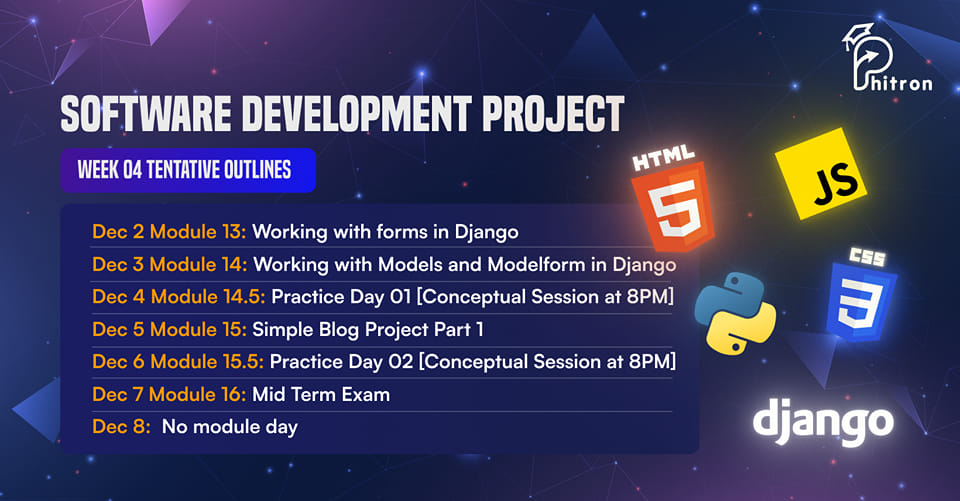 Phitron
SOFTWARE DEVELOPMENT PROJECT
WEEK 04 TENTATIVE OUTLINES
Dec 2 Module 13: Working with forms in Django
Dec 3 Module 14: Working with Models and Modelform in Django
Dec 4 Module 14.5: Practice Day 01 [Conceptual Session at 8PM]
Dec 5 Module 15: Simple Blog Project Part 1
Dec 6 Module 15.5: Practice Day 02 [Conceptual Session at 8PM]
Dec 7 Module 16: Mid Term Exam
Dec 8: No module day
HTML
5
JS
CSS
3
django